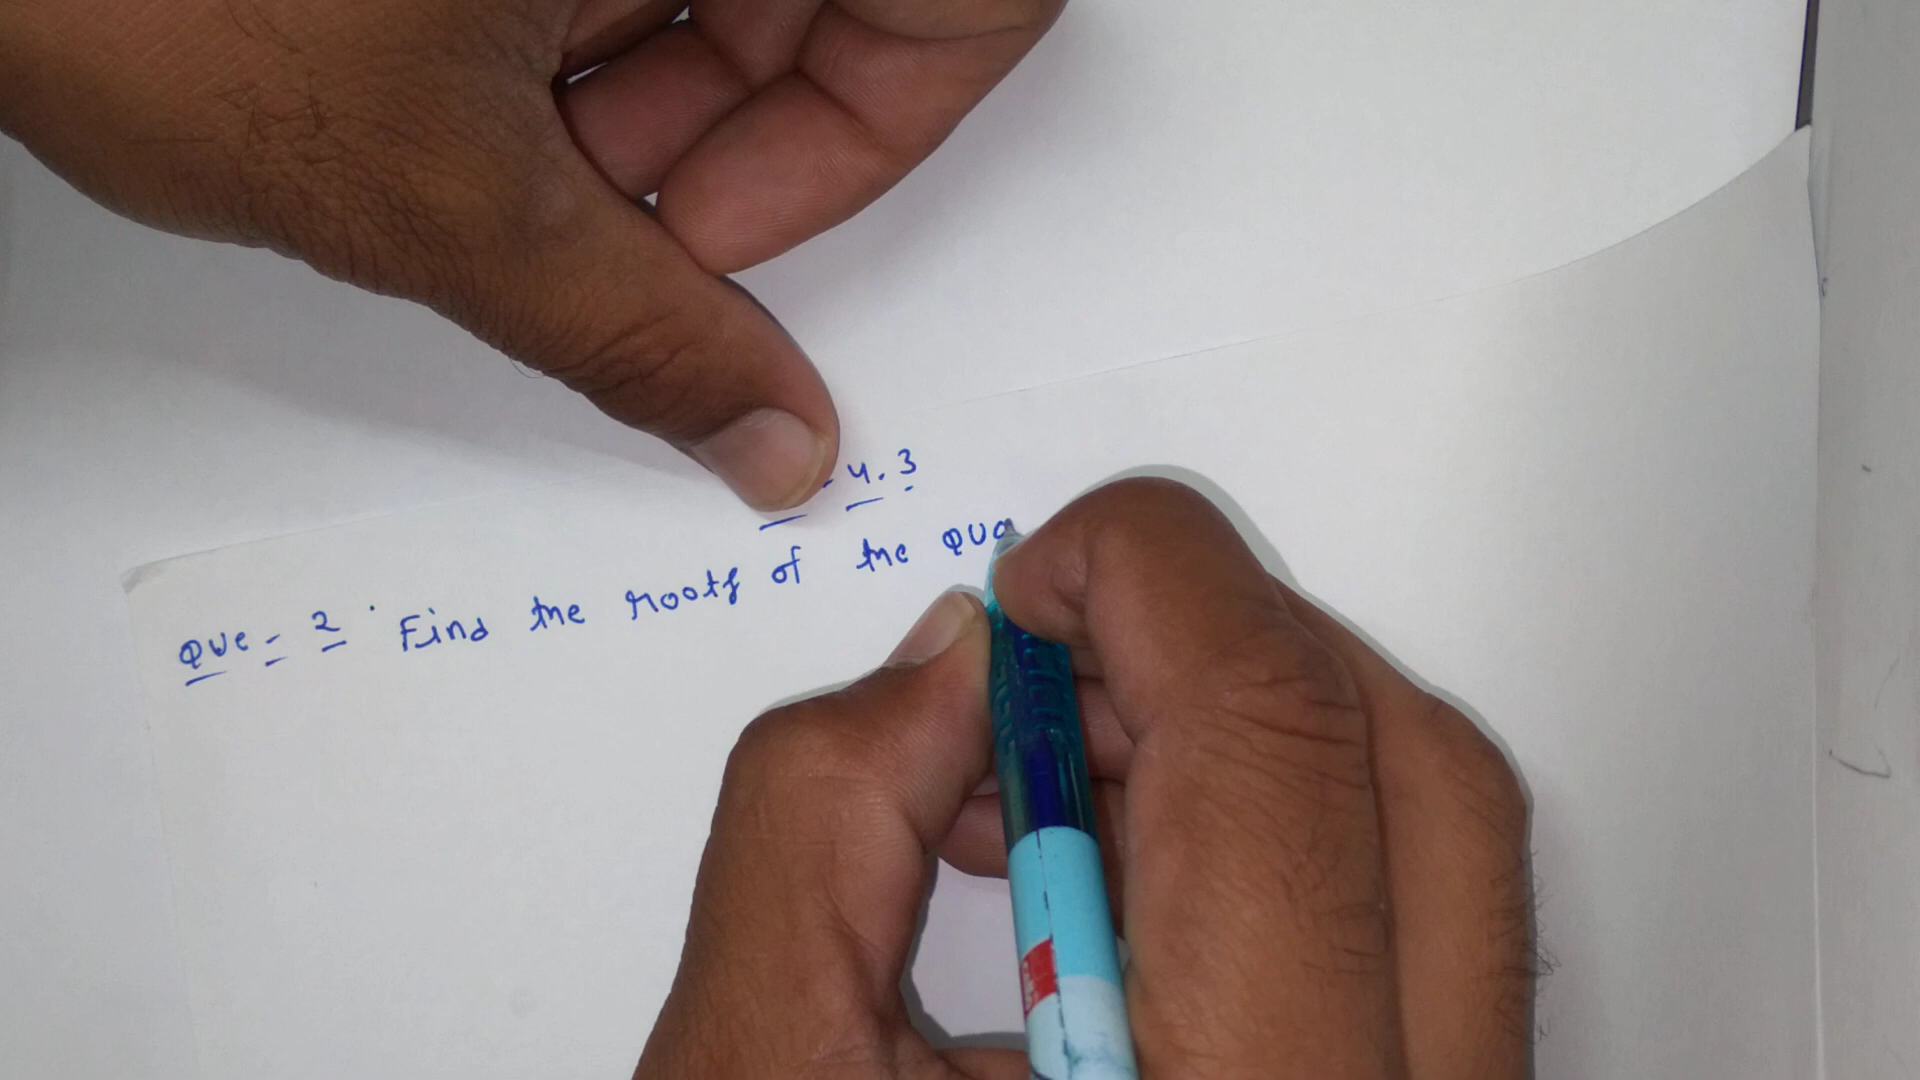 - 4.3
Que - 2 . Find the roots of the Qua